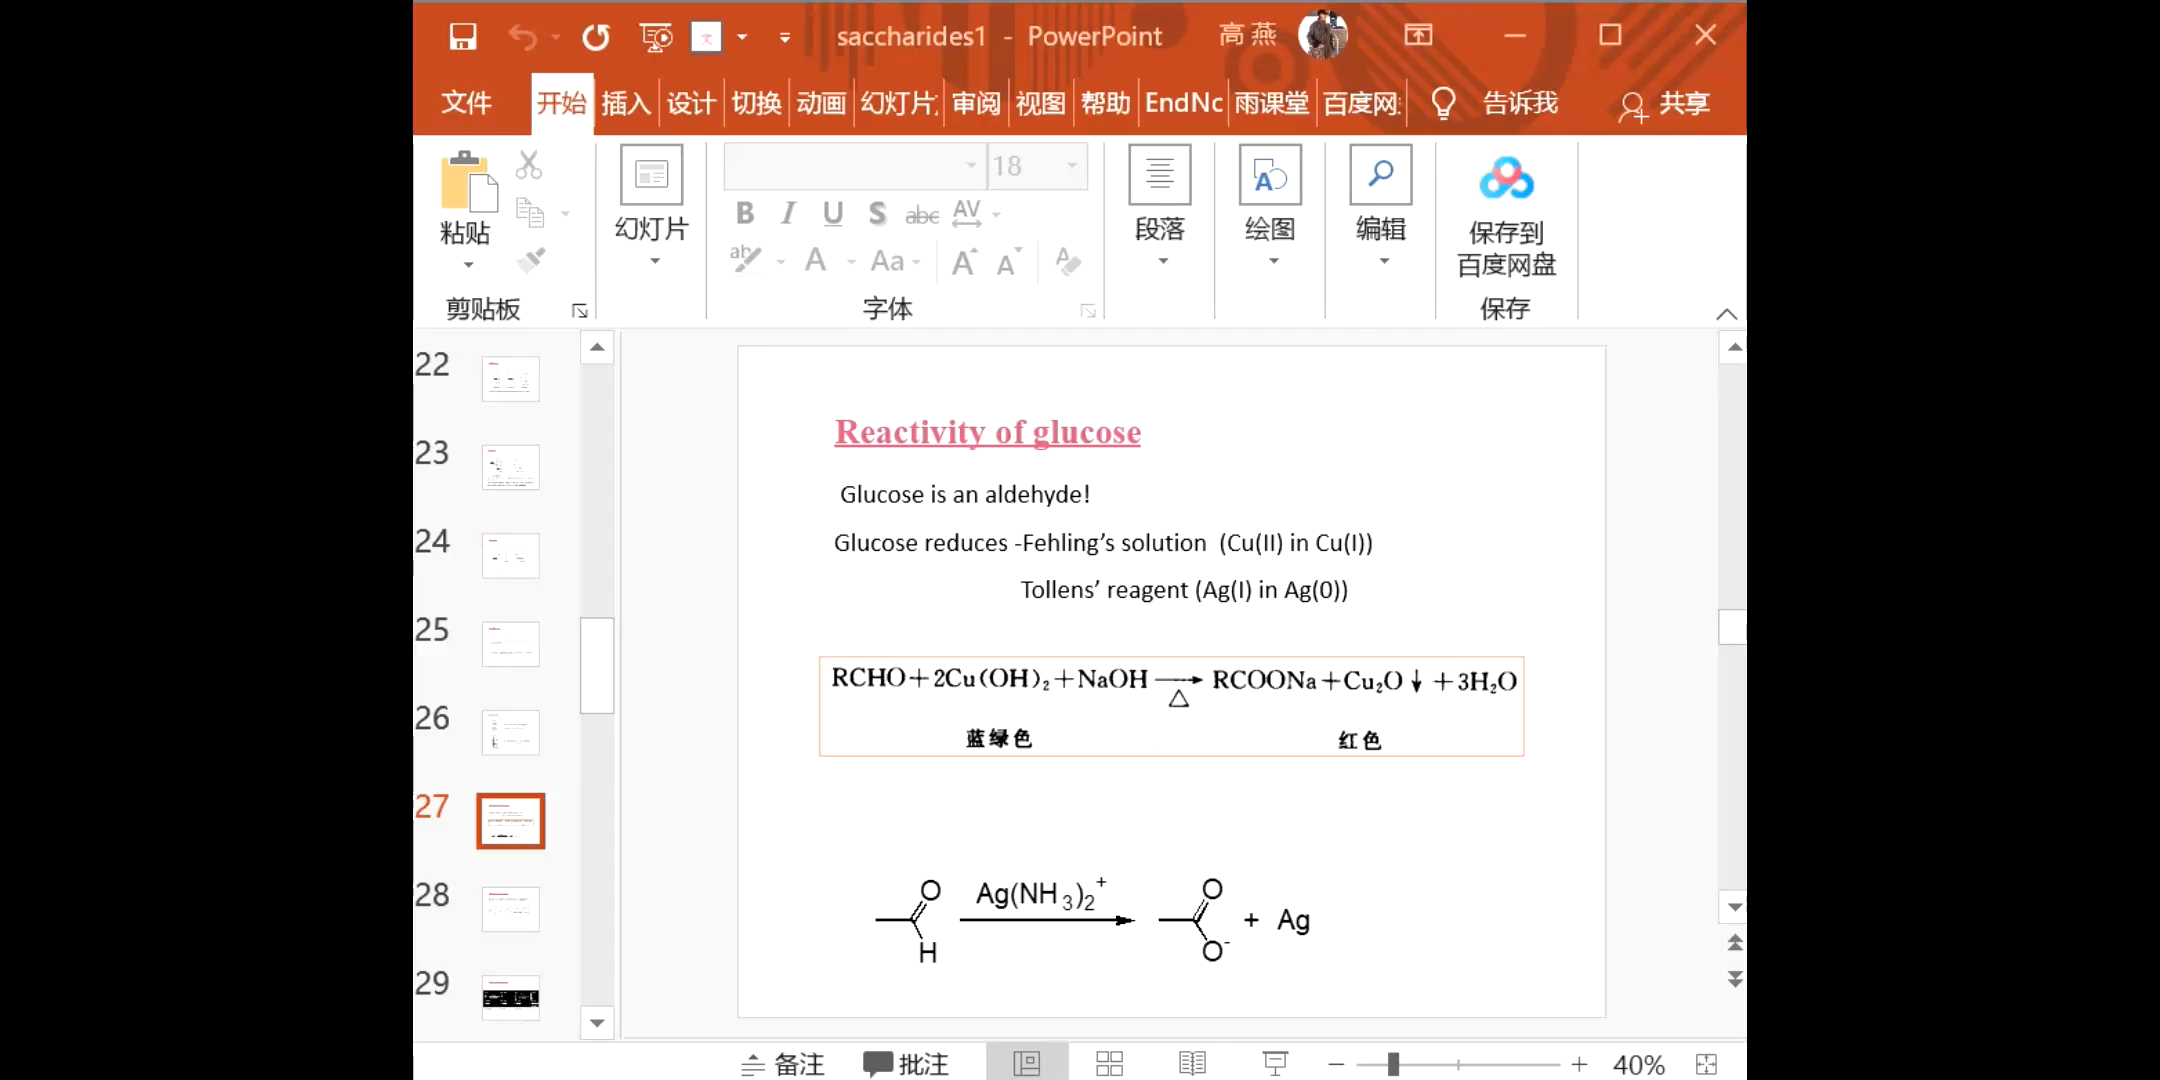 saccharides1 - PowerPoint 高 燕
文件 开始 插入 设计 切换 动画 幻灯片 审阅 视图 帮助 EndNc 雨课堂 百度网 告诉我 共享
18
B I U S abc AV
粘贴 幻灯片 段落 绘图 编辑 保存到
百度网盘
ab A Aa A A A
剪贴板 字体 保存
22
23
24
25
26
27
28
29
Reactivity of glucose
Glucose is an aldehyde!
Glucose reduces -Fehling’s solution (Cu(II) in Cu(I))
Tollens’ reagent (Ag(I) in Ag(0))
RCHO+2Cu(OH)₂+NaOH ⟶ RCOONa+Cu₂O↓+3H₂O
△
蓝绿色 红色
O Ag(NH₃)₂⁺ O + Ag
H O⁻
备注 批注 40%